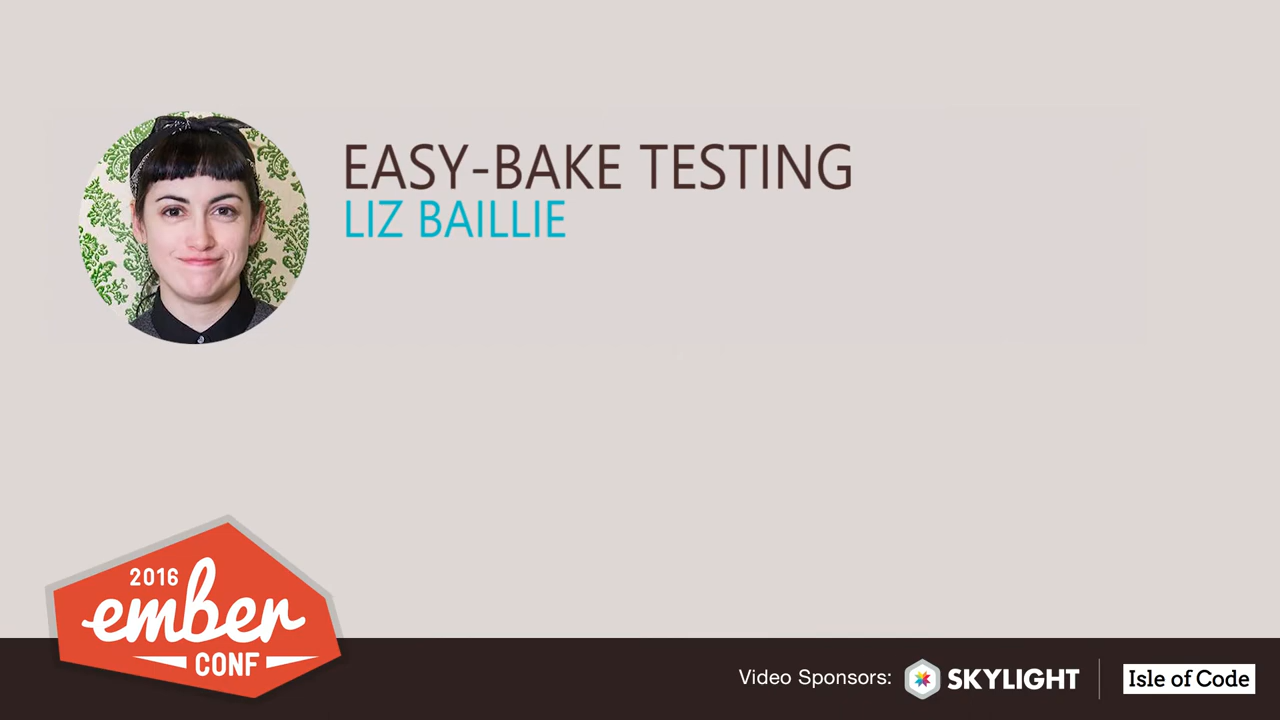 EASY-BAKE TESTING
LIZ BAILLIE
2016
ember
CONF
Video Sponsors:
SKYLIGHT
Isle of Code